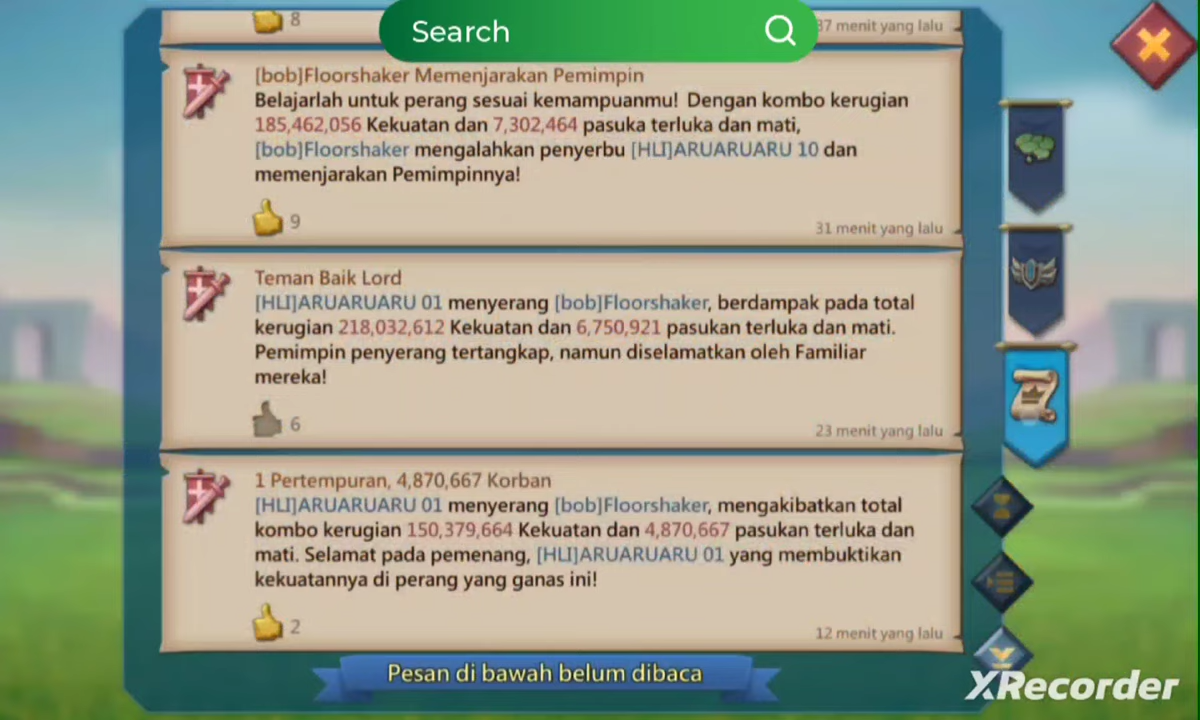 Search
8
37 menit yang lalu
[bob]Floorshaker Memenjarakan Pemimpin
Belajarlah untuk perang sesuai kemampuanmu! Dengan kombo kerugian
185,462,056 Kekuatan dan 7,302,464 pasuka terluka dan mati,
[bob]Floorshaker mengalahkan penyerbu [HLI]ARUARUARU 10 dan
memenjarakan Pemimpinnya!
9
31 menit yang lalu
Teman Baik Lord
[HLI]ARUARUARU 01 menyerang [bob]Floorshaker, berdampak pada total
kerugian 218,032,612 Kekuatan dan 6,750,921 pasukan terluka dan mati.
Pemimpin penyerang tertangkap, namun diselamatkan oleh Familiar
mereka!
6
23 menit yang lalu
1 Pertempuran, 4,870,667 Korban
[HLI]ARUARUARU 01 menyerang [bob]Floorshaker, mengakibatkan total
kombo kerugian 150,379,664 Kekuatan dan 4,870,667 pasukan terluka dan
mati. Selamat pada pemenang, [HLI]ARUARUARU 01 yang membuktikan
kekuatannya di perang yang ganas ini!
2
12 menit yang lalu
Pesan di bawah belum dibaca
XRecorder